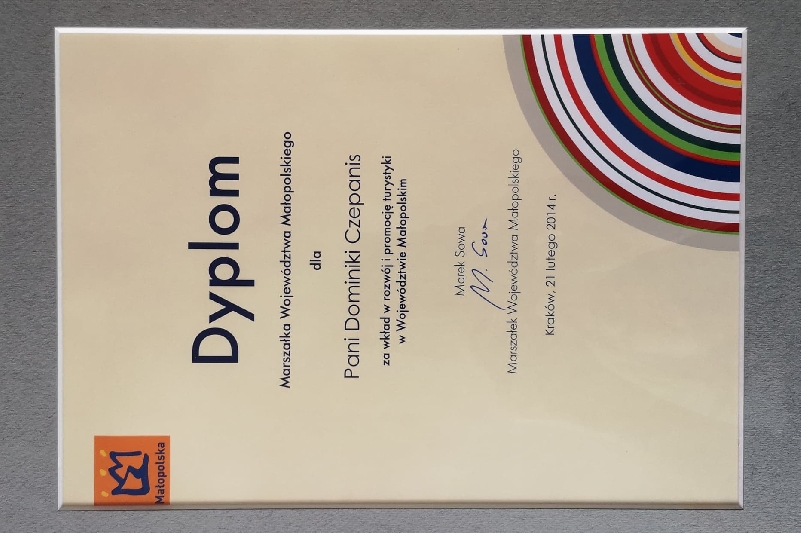 Małopolska
Dyplom
Marszałka Województwa Małopolskiego
dla
Pani Dominiki Czepanis
za wkład w rozwój i promocję turystyki
w Województwie Małopolskim
Marek Sowa
M. Sowa
Marszałek Województwa Małopolskiego
Kraków, 21 lutego 2014 r.